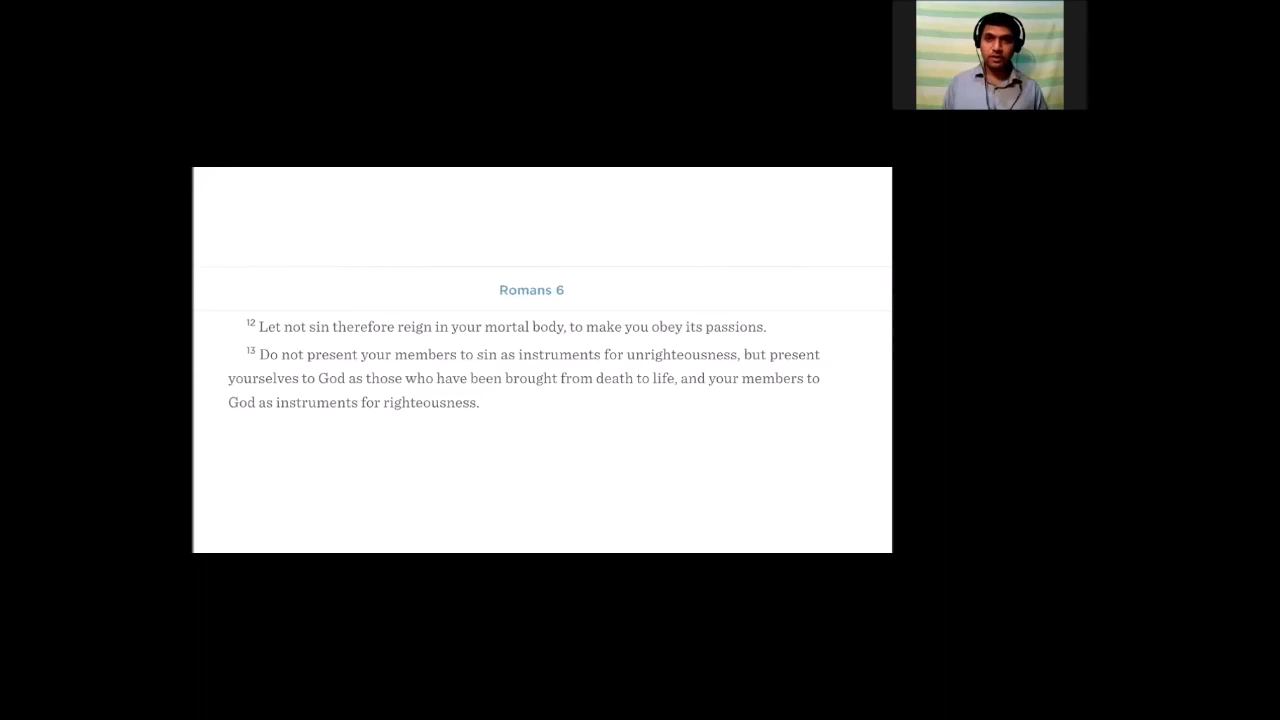 Romans 6
12 Let not sin therefore reign in your mortal body, to make you obey its passions.
13 Do not present your members to sin as instruments for unrighteousness, but present
yourselves to God as those who have been brought from death to life, and your members to
God as instruments for righteousness.